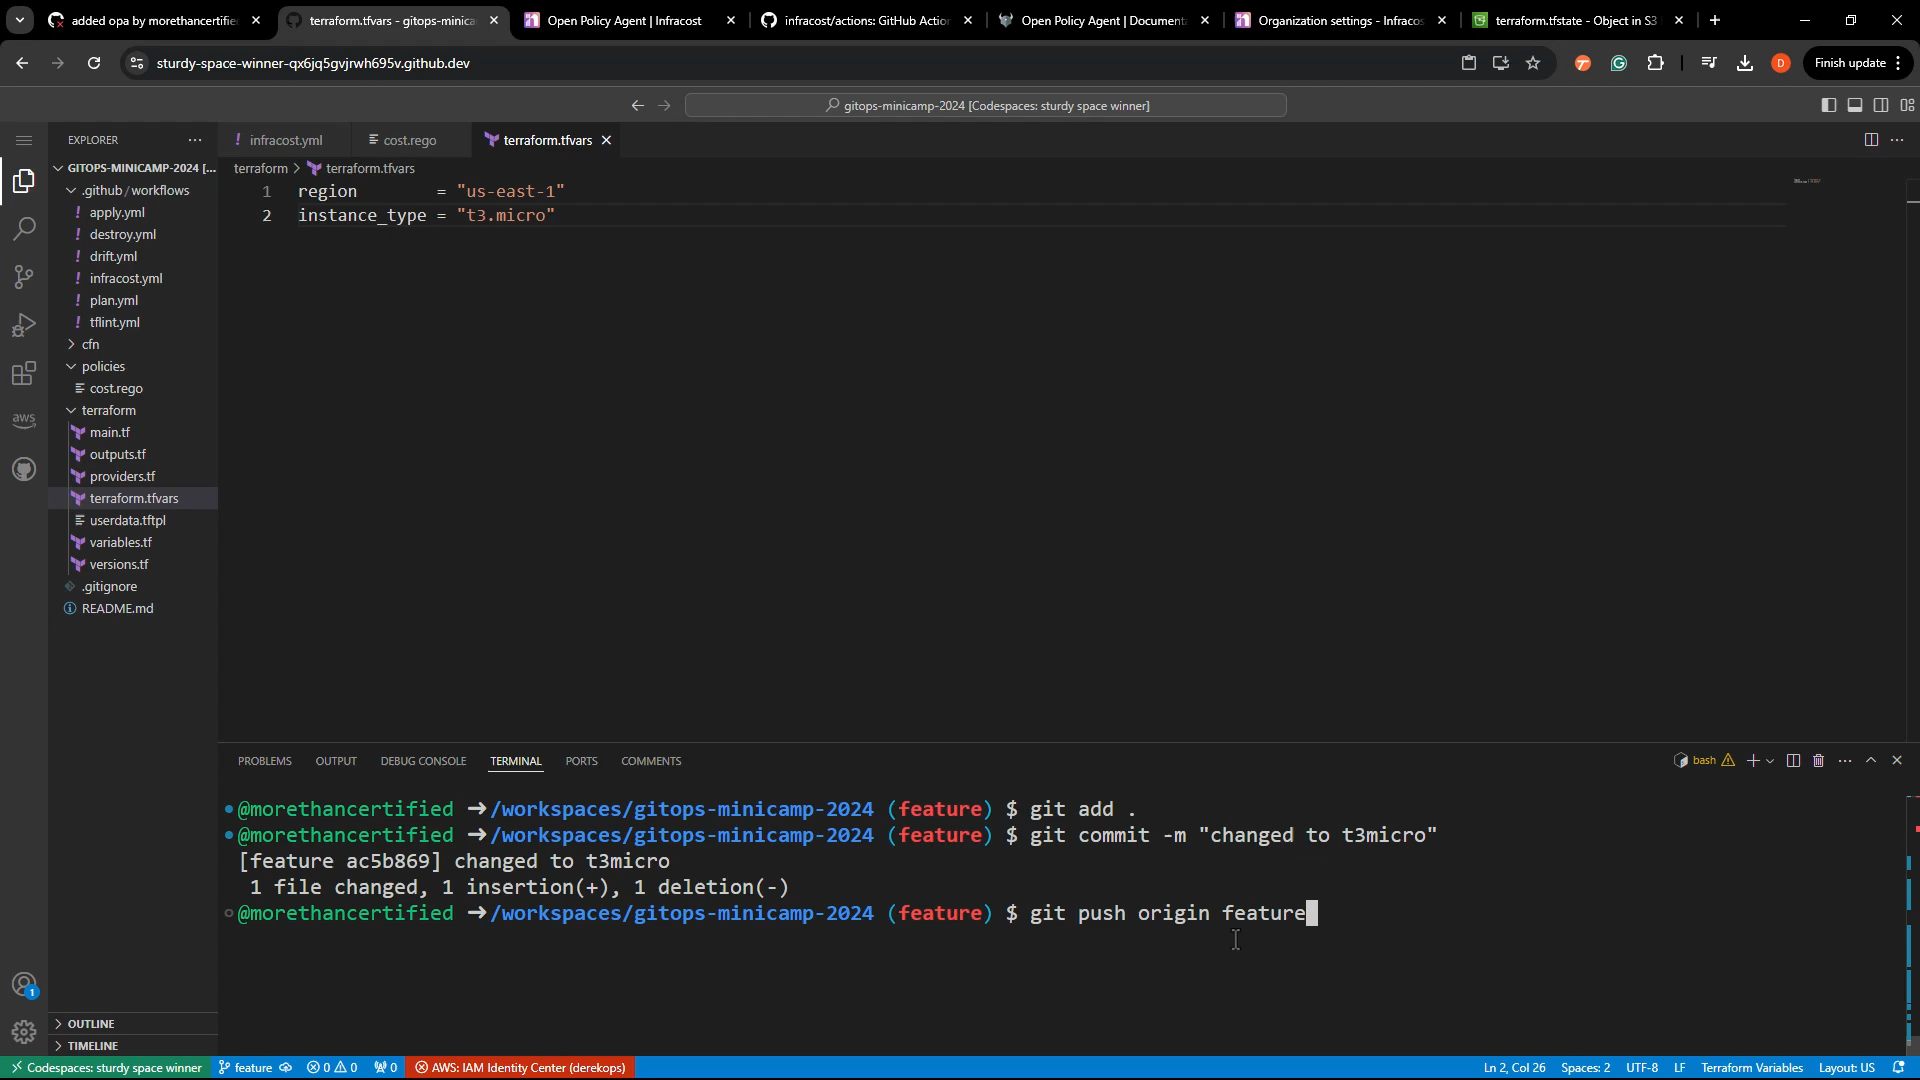 added opa by morethancertifie
terraform.tfvars - gitops-minica
Open Policy Agent | Infracost
infracost/actions: GitHub Action
Open Policy Agent | Documenta
Organization settings - Infracos
terraform.tfstate - Object in S3
sturdy-space-winner-qx6jq5gvjrwh695v.github.dev
D
Finish update
gitops-minicamp-2024 [Codespaces: sturdy space winner]
EXPLORER
infracost.yml
cost.rego
terraform.tfvars
GITOPS-MINICAMP-2024 [...
terraform > terraform.tfvars
.github / workflows
apply.yml
destroy.yml
drift.yml
infracost.yml
plan.yml
tflint.yml
cfn
policies
cost.rego
terraform
main.tf
outputs.tf
providers.tf
terraform.tfvars
userdata.tftpl
variables.tf
versions.tf
.gitignore
README.md
aws
1 region = "us-east-1"
2 instance_type = "t3.micro"
PROBLEMS OUTPUT DEBUG CONSOLE TERMINAL PORTS COMMENTS
bash
@morethancertified ➜/workspaces/gitops-minicamp-2024 (feature) $ git add .
@morethancertified ➜/workspaces/gitops-minicamp-2024 (feature) $ git commit -m "changed to t3micro"
[feature ac5b869] changed to t3micro
1 file changed, 1 insertion(+), 1 deletion(-)
@morethancertified ➜/workspaces/gitops-minicamp-2024 (feature) $ git push origin feature
1
OUTLINE
TIMELINE
Codespaces: sturdy space winner feature 0 0 0 AWS: IAM Identity Center (derekops) Ln 2, Col 26 Spaces: 2 UTF-8 LF Terraform Variables Layout: US